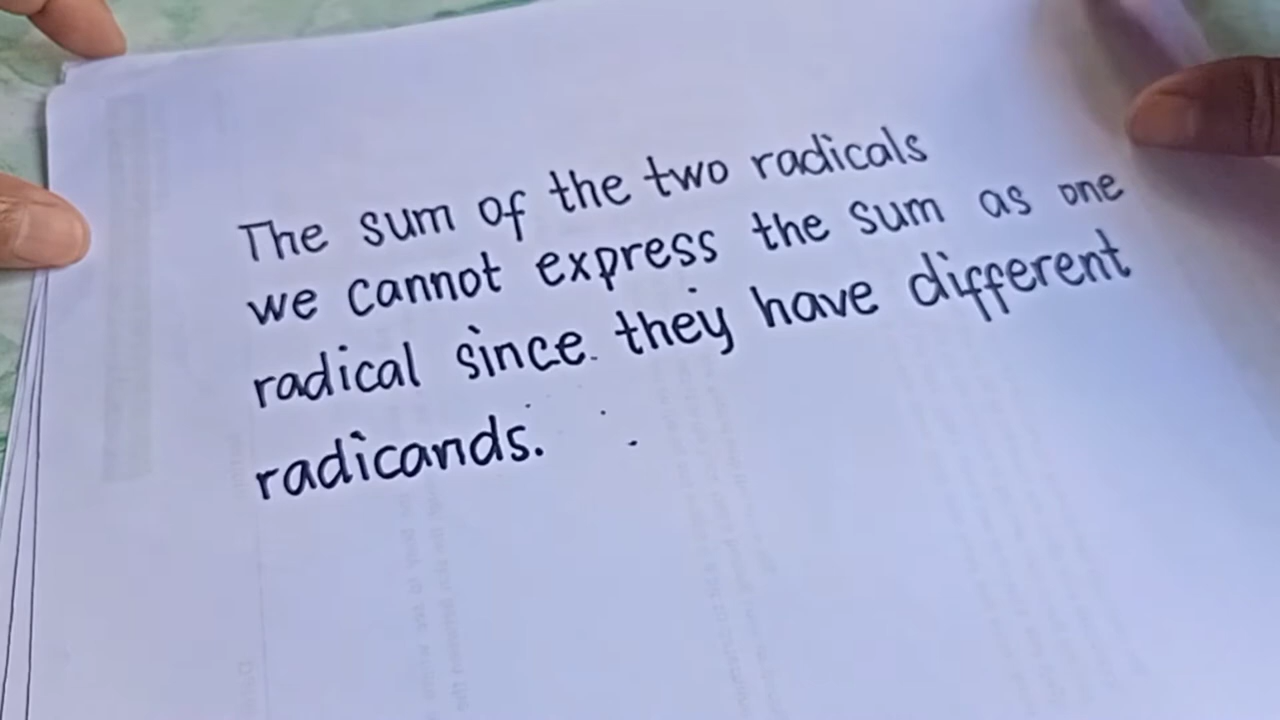 The sum of the two radicals
we cannot express the sum as one
radical since they have different
radicands.